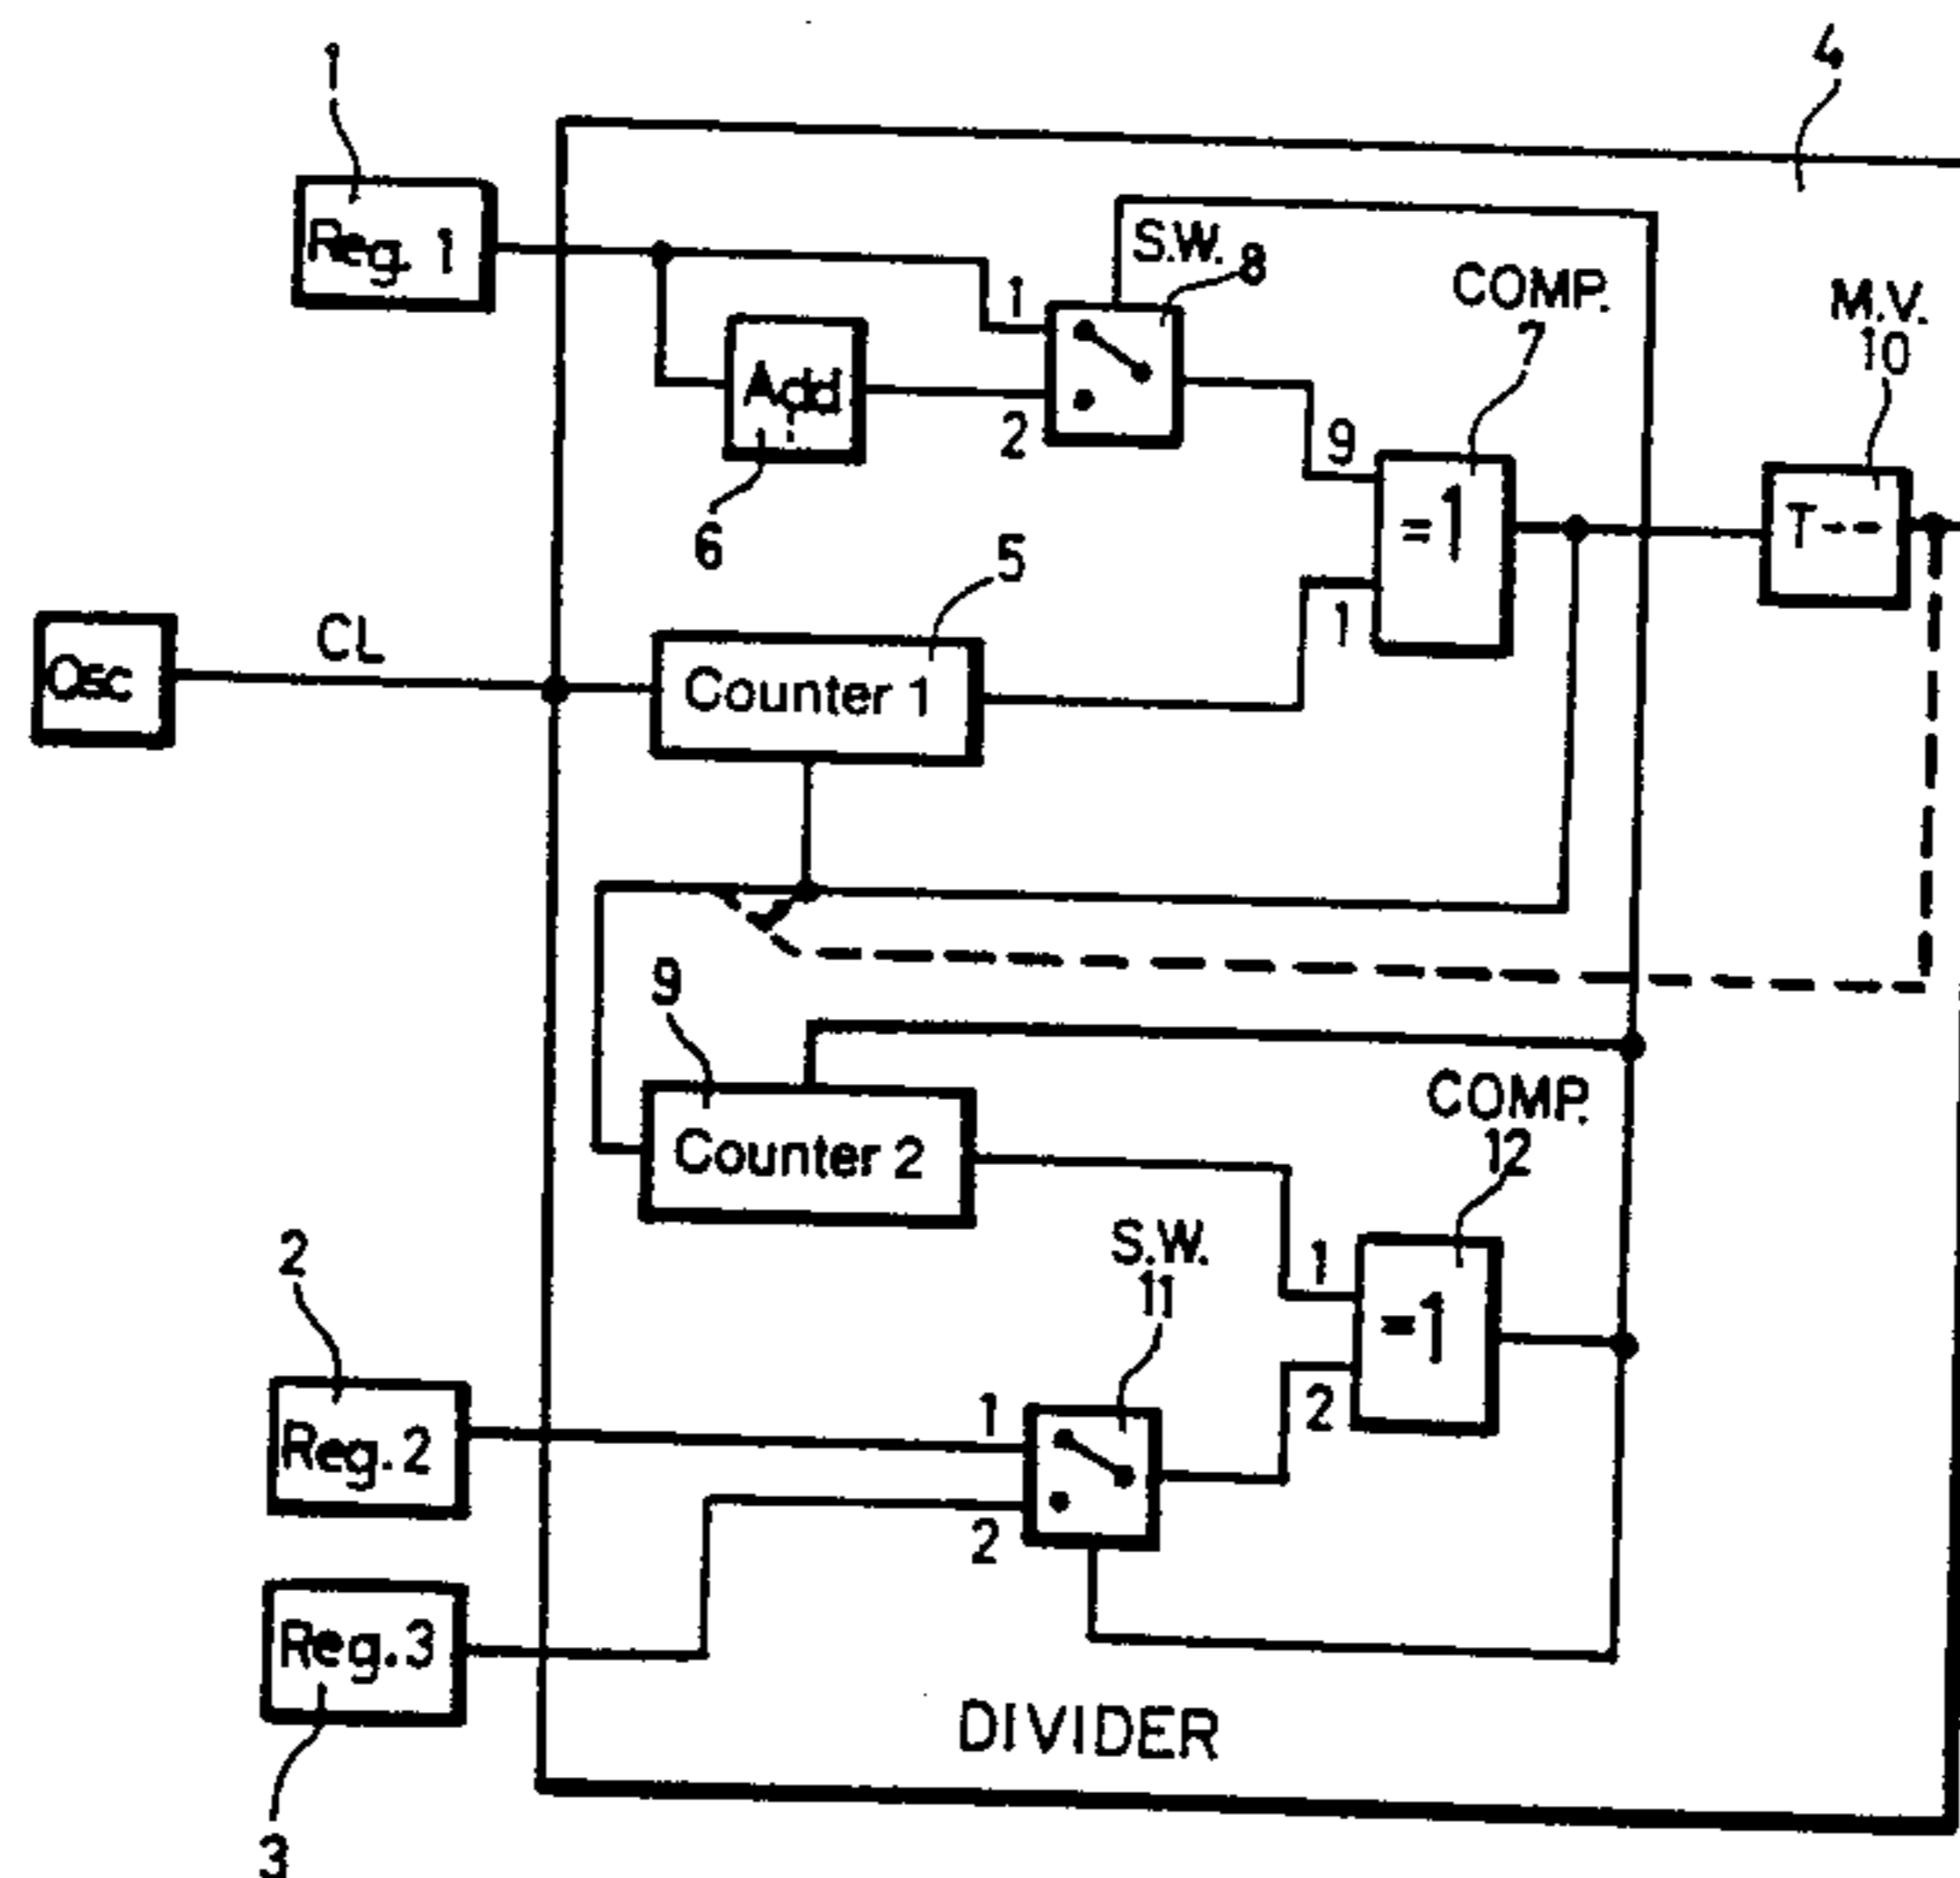 1
4
Reg. 1
S.W.
8
COMP.
7
M.V.
10
1
Add
2
9
=1
T--
6
5
1
Osc
CL
Counter 1
9
COMP.
12
Counter 2
2
S.W.
11
1
=1
2
Reg. 2
1
2
Reg. 3
DIVIDER
3